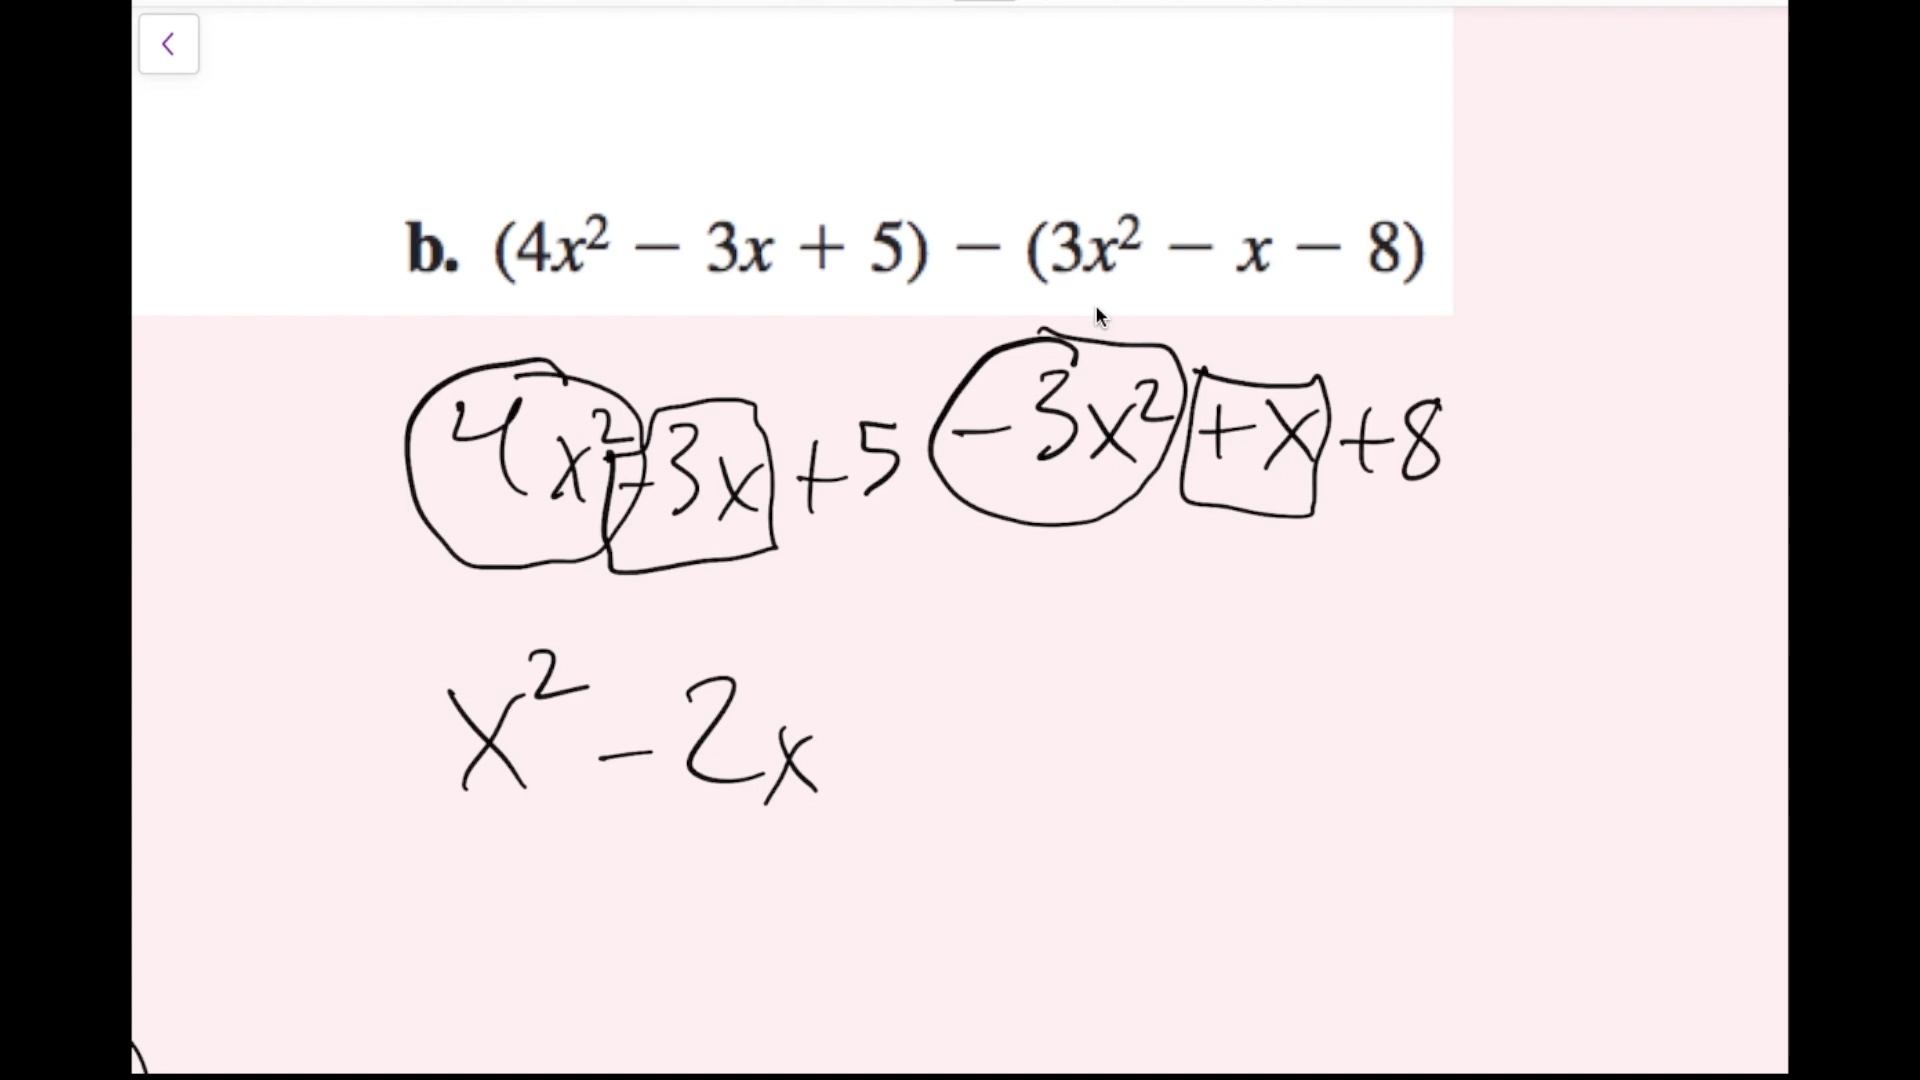 b. (4x² − 3x + 5) − (3x² − x − 8)
4x² -3x +5 -3x² +x +8
x² - 2x